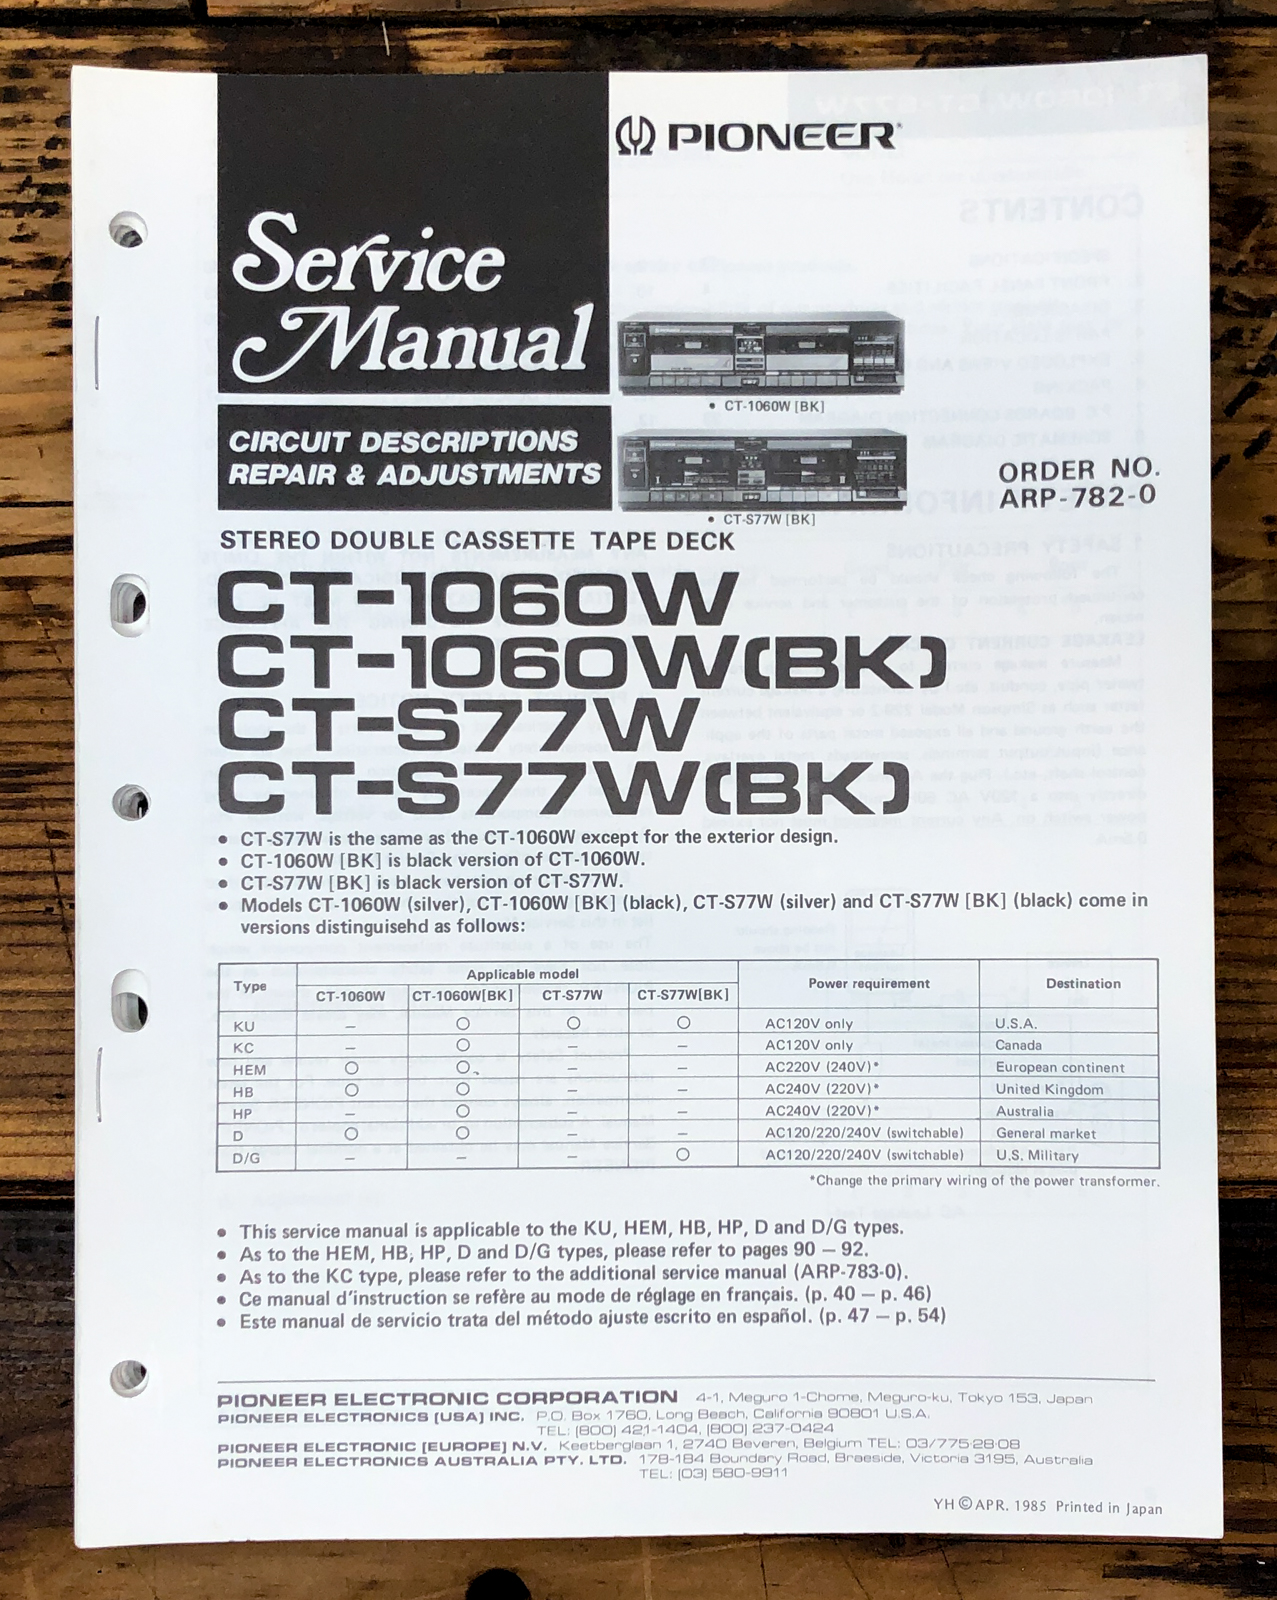 PIONEER
Service
Manual
• CT-1060W [BK]
CIRCUIT DESCRIPTIONS
REPAIR & ADJUSTMENTS
• CT-S77W [BK]
ORDER NO.
ARP-782-0
STEREO DOUBLE CASSETTE TAPE DECK
CT-1060W
CT-1060W(BK)
CT-S77W
CT-S77W(BK)
• CT-S77W is the same as the CT-1060W except for the exterior design.
• CT-1060W [BK] is black version of CT-1060W.
• CT-S77W [BK] is black version of CT-S77W.
• Models CT-1060W (silver), CT-1060W [BK] (black), CT-S77W (silver) and CT-S77W [BK] (black) come in
versions distinguisehd as follows:
Type Applicable model Power requirement Destination
CT-1060W CT-1060W[BK] CT-S77W CT-S77W[BK]
KU – ○ ○ ○ AC120V only U.S.A.
KC – ○ – – AC120V only Canada
HEM ○ ○ – – AC220V (240V)* European continent
HB ○ ○ – – AC240V (220V)* United Kingdom
HP – ○ – – AC240V (220V)* Australia
D ○ ○ – – AC120/220/240V (switchable) General market
D/G – – – ○ AC120/220/240V (switchable) U.S. Military
*Change the primary wiring of the power transformer.
• This service manual is applicable to the KU, HEM, HB, HP, D and D/G types.
• As to the HEM, HB, HP, D and D/G types, please refer to pages 90 – 92.
• As to the KC type, please refer to the additional service manual (ARP-783-0).
• Ce manual d'instruction se refère au mode de réglage en français. (p. 40 – p. 46)
• Este manual de servicio trata del método ajuste escrito en español. (p. 47 – p. 54)
PIONEER ELECTRONIC CORPORATION 4-1, Meguro 1-Chome, Meguro-ku, Tokyo 153, Japan
PIONEER ELECTRONICS [USA] INC. P.O. Box 1760, Long Beach, California 90801 U.S.A.
TEL: [800] 421-1404, [800] 237-0424
PIONEER ELECTRONIC [EUROPE] N.V. Keetberglaan 1, 2740 Beveren, Belgium TEL: 03/775·28·08
PIONEER ELECTRONICS AUSTRALIA PTY. LTD. 178-184 Boundary Road, Braeside, Victoria 3195, Australia
TEL: [03] 580-9911
YH © APR. 1985 Printed in Japan